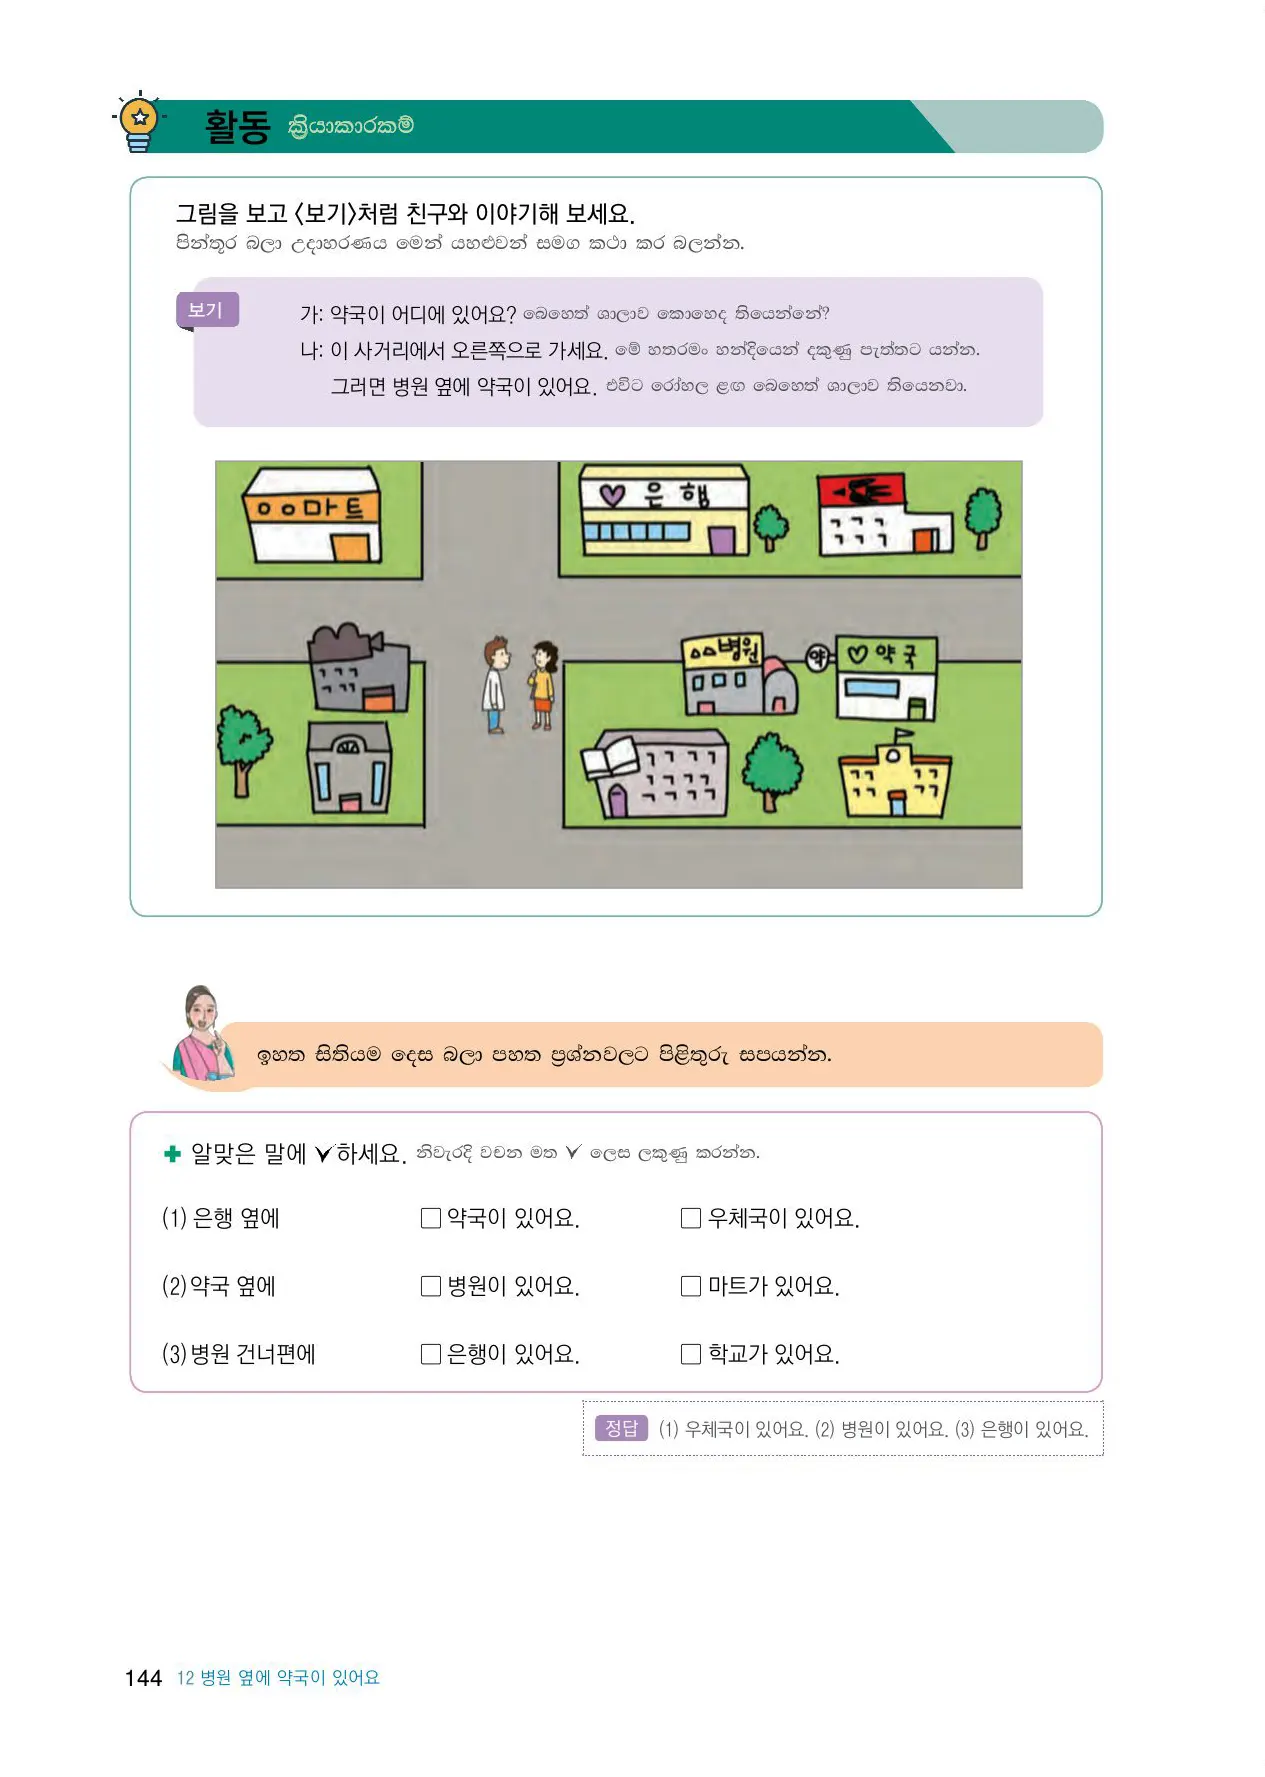 활동 ක්‍රියාකාරකම්
그림을 보고 〈보기〉처럼 친구와 이야기해 보세요.
පින්තූර බලා උදාහරණය මෙන් යහළුවන් සමග කථා කර බලන්න.
보기
가: 약국이 어디에 있어요? බෙහෙත් ශාලාව කොහෙද තියෙන්නේ?
나: 이 사거리에서 오른쪽으로 가세요. මේ හතරමං හන්දියෙන් දකුණු පැත්තට යන්න.
그러면 병원 옆에 약국이 있어요. එවිට රෝහල ළඟ බෙහෙත් ශාලාව තියෙනවා.
ㅇㅇ마트
♡은행
△△병원
약
♡약국
ඉහත සිතියම දෙස බලා පහත ප්‍රශ්නවලට පිළිතුරු සපයන්න.
✚ 알맞은 말에 ✓하세요. නිවැරදි වචන මත ✓ ලෙස ලකුණු කරන්න.
(1) 은행 옆에 □ 약국이 있어요. □ 우체국이 있어요.
(2) 약국 옆에 □ 병원이 있어요. □ 마트가 있어요.
(3) 병원 건너편에 □ 은행이 있어요. □ 학교가 있어요.
정답 (1) 우체국이 있어요. (2) 병원이 있어요. (3) 은행이 있어요.
144 12 병원 옆에 약국이 있어요